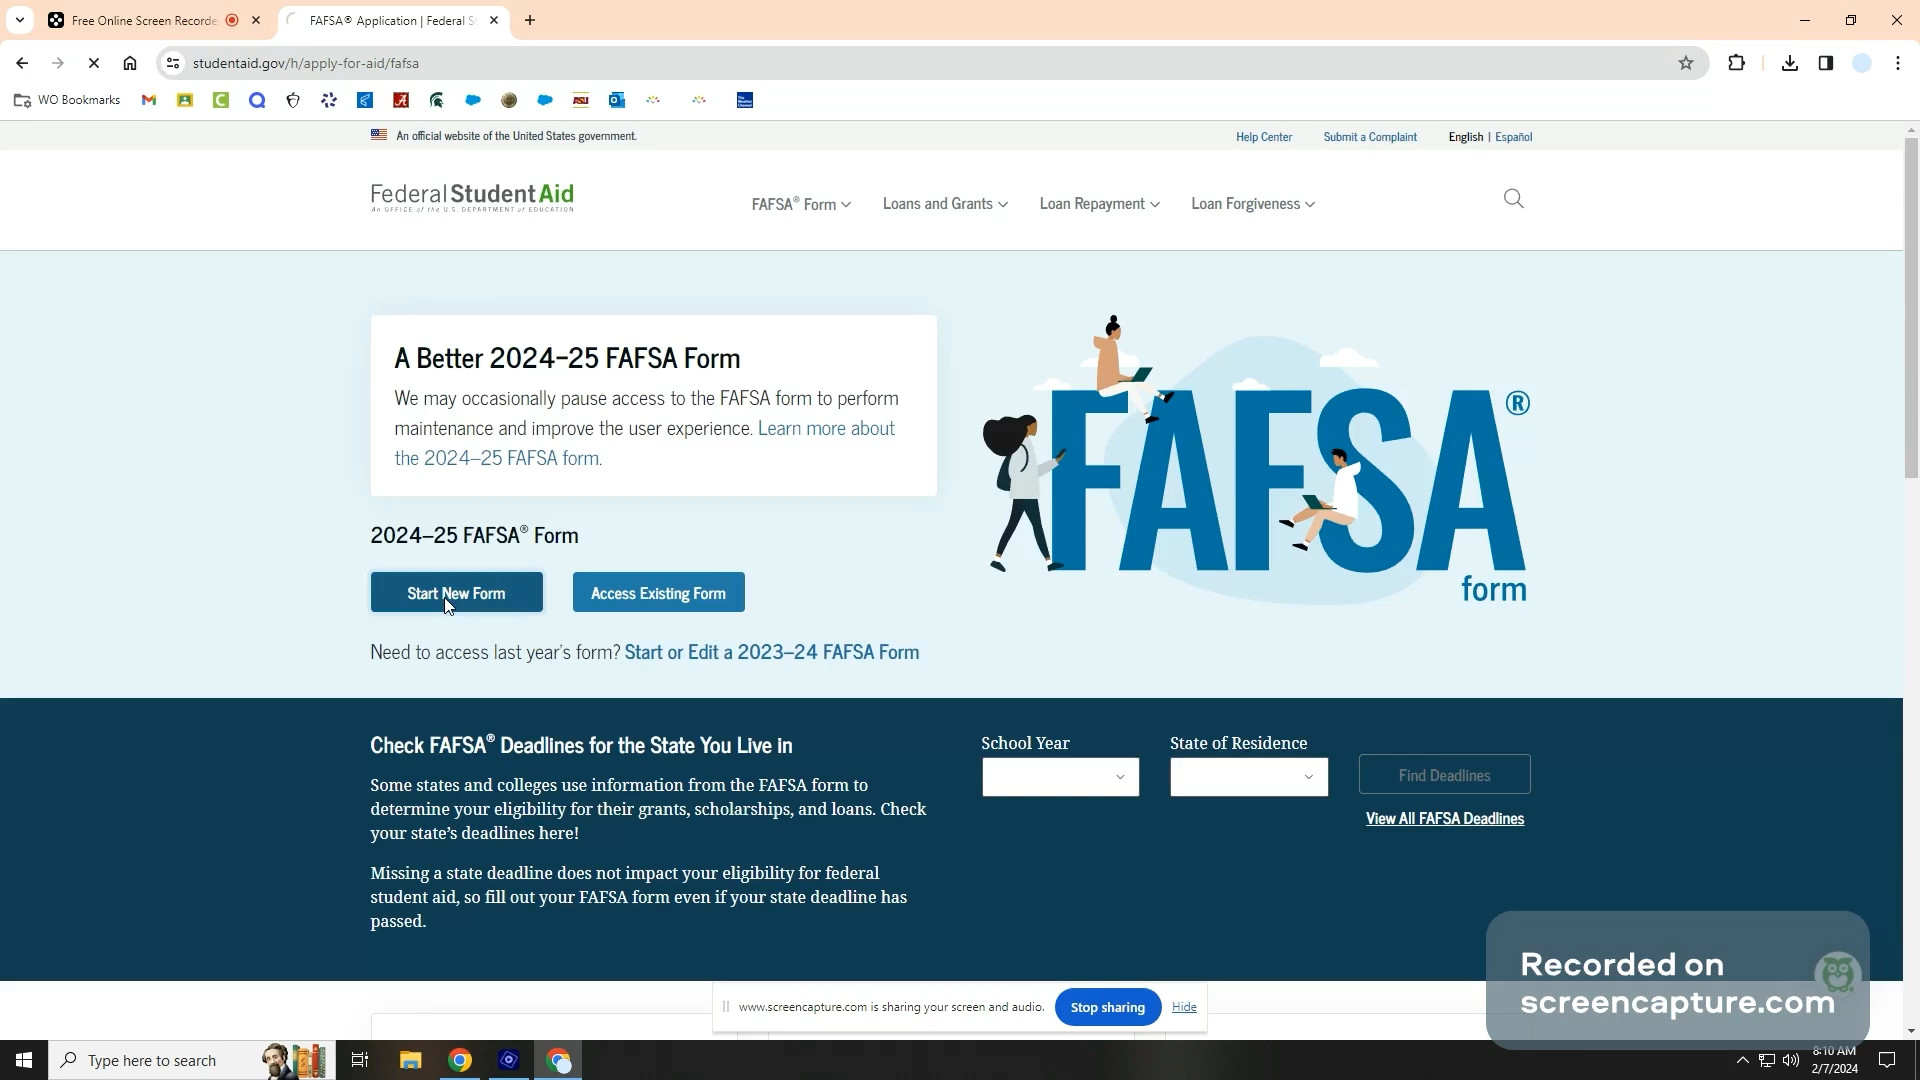 Free Online Screen Recorde
FAFSA® Application | Federal S
studentaid.gov/h/apply-for-aid/fafsa
WO Bookmarks
An official website of the United States government.
Help Center
Submit a Complaint
English | Español
Federal Student Aid
An OFFICE of the U.S. DEPARTMENT of EDUCATION
FAFSA® Form
Loans and Grants
Loan Repayment
Loan Forgiveness
A Better 2024–25 FAFSA Form
We may occasionally pause access to the FAFSA form to perform
maintenance and improve the user experience. Learn more about
the 2024–25 FAFSA form.
FAFSA®
form
2024–25 FAFSA® Form
Start New Form
Access Existing Form
Need to access last year's form? Start or Edit a 2023–24 FAFSA Form
Check FAFSA® Deadlines for the State You Live in
Some states and colleges use information from the FAFSA form to
determine your eligibility for their grants, scholarships, and loans. Check
your state’s deadlines here!
Missing a state deadline does not impact your eligibility for federal
student aid, so fill out your FAFSA form even if your state deadline has
passed.
School Year
State of Residence
Find Deadlines
View All FAFSA Deadlines
Recorded on
screencapture.com
www.screencapture.com is sharing your screen and audio.
Stop sharing
Hide
Type here to search
8:10 AM
2/7/2024